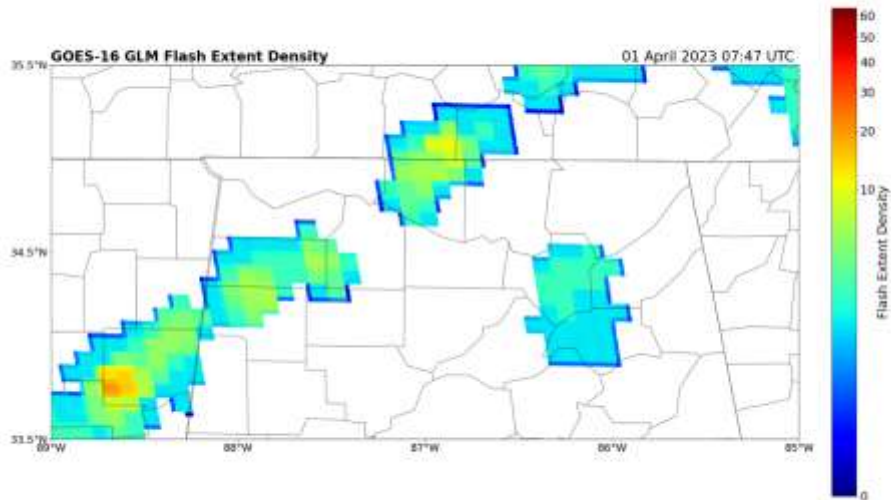 GOES-16 GLM Flash Extent Density
01 April 2023 07:47 UTC
35.5°N
34.5°N
33.5°N
89°W
88°W
87°W
86°W
85°W
60
50
40
30
20
10
0
Flash Extent Density